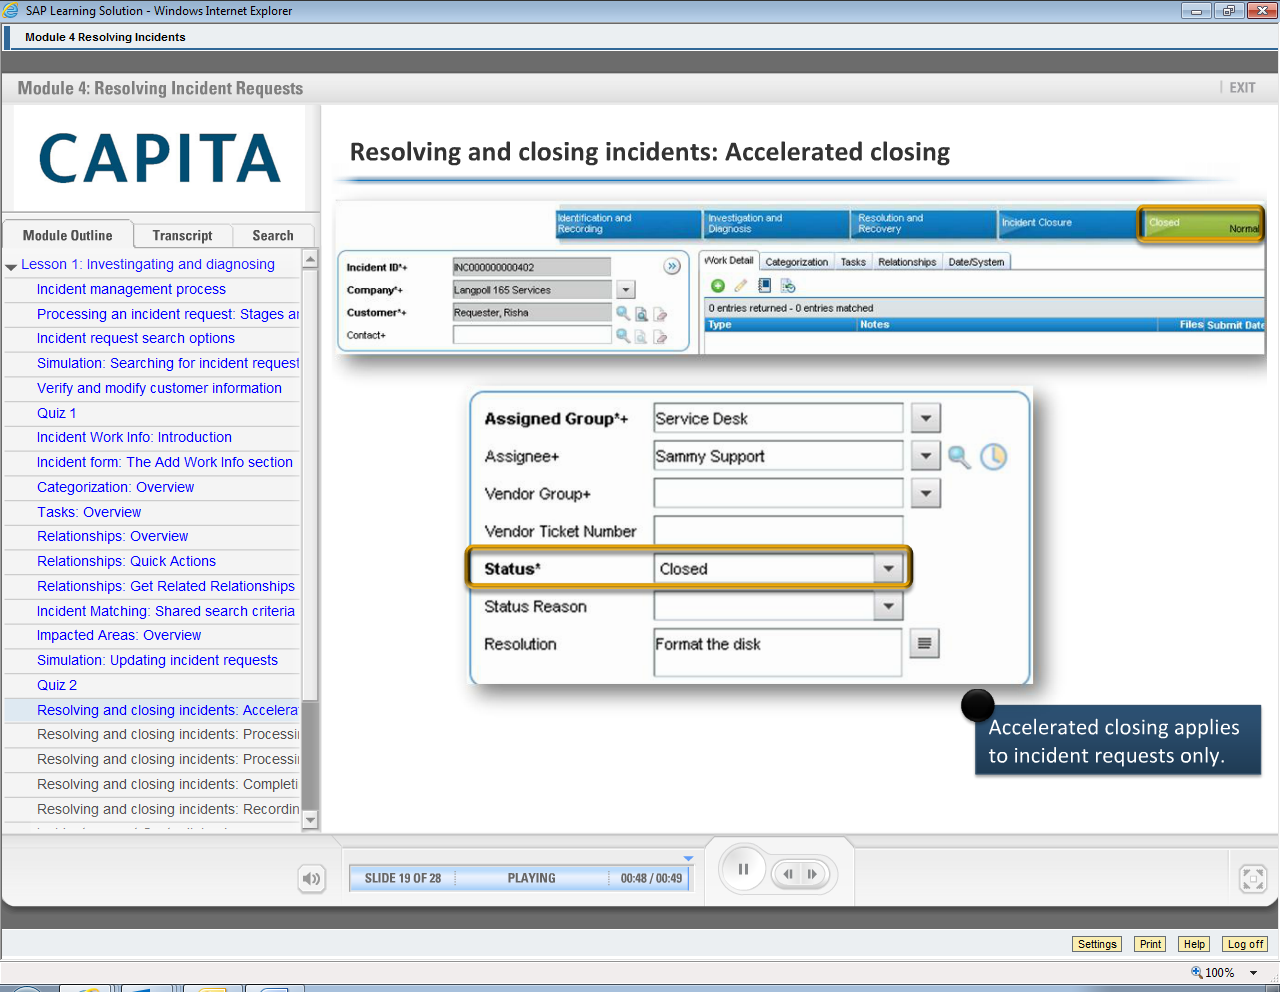 SAP Learning Solution - Windows Internet Explorer
Module 4 Resolving Incidents
Module 4: Resolving Incident Requests
EXIT
CAPITA
Module Outline
Transcript
Search
Lesson 1: Investingating and diagnosing
Incident management process
Processing an incident request: Stages ar
Incident request search options
Simulation: Searching for incident request
Verify and modify customer information
Quiz 1
Incident Work Info: Introduction
Incident form: The Add Work Info section
Categorization: Overview
Tasks: Overview
Relationships: Overview
Relationships: Quick Actions
Relationships: Get Related Relationships
Incident Matching: Shared search criteria
Impacted Areas: Overview
Simulation: Updating incident requests
Quiz 2
Resolving and closing incidents: Accelera
Resolving and closing incidents: Processi
Resolving and closing incidents: Processi
Resolving and closing incidents: Completi
Resolving and closing incidents: Recordin
Resolving and closing incidents: Accelerated closing
Identification and
Recording
Investigation and
Diagnosis
Resolution and
Recovery
Incident Closure
Closed
Normal
Incident ID*+
INC000000000402
Company*+
Langpoll 165 Services
Customer*+
Requester, Risha
Contact+
Work Detail
Categorization
Tasks
Relationships
Date/System
0 entries returned - 0 entries matched
Type
Notes
Files
Submit Date
Assigned Group*+
Service Desk
Assignee+
Sammy Support
Vendor Group+
Vendor Ticket Number
Status*
Closed
Status Reason
Resolution
Format the disk
Accelerated closing applies
to incident requests only.
SLIDE 19 OF 28
PLAYING
00:48 / 00:49
Settings
Print
Help
Log off
100%